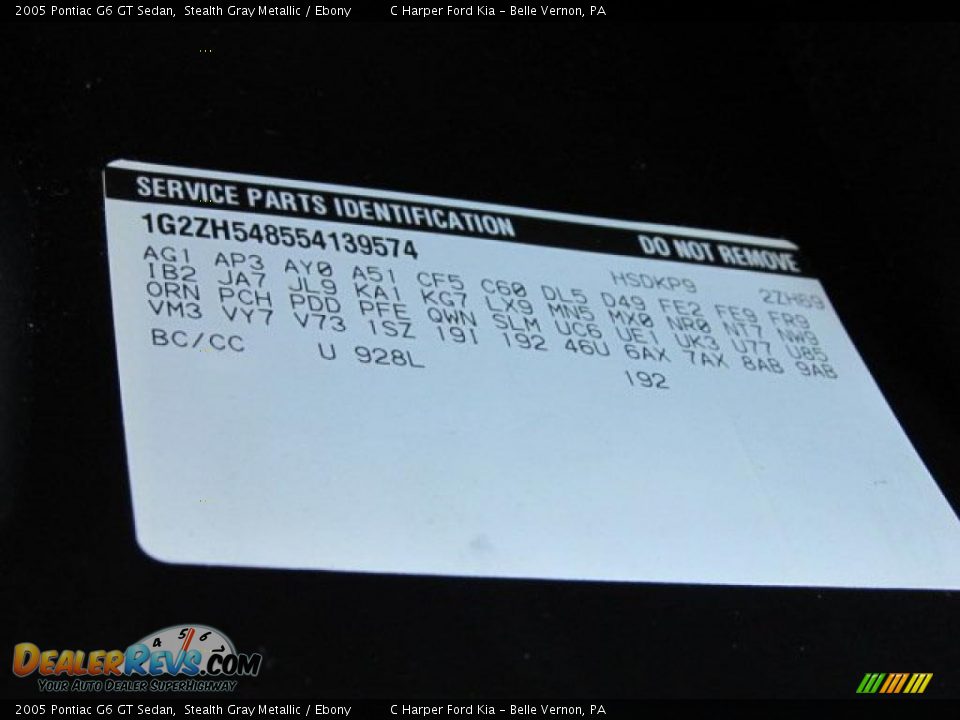 2005 Pontiac G6 GT Sedan, Stealth Gray Metallic / Ebony C Harper Ford Kia - Belle Vernon, PA
SERVICE PARTS IDENTIFICATION DO NOT REMOVE
1G2ZH548554139574 HSDKP9 2ZH69
AG1 AP3 AY0 A51 CF5 C60 DL5 D49 FE2 FE9 FR9
IB2 JA7 JL9 KA1 KG7 LX9 MN5 MX0 NR0 NT7 NW9
ORN PCH PDD PFE QWN SLM UC6 UE1 UK3 U77 U85
VM3 VY7 V73 1SZ 191 192 46U 6AX 7AX 8AB 9AB
BC/CC U 928L 192
4 5 6
DEALERREVS.COM
YOUR AUTO DEALER SUPERHIGHWAY
2005 Pontiac G6 GT Sedan, Stealth Gray Metallic / Ebony C Harper Ford Kia - Belle Vernon, PA